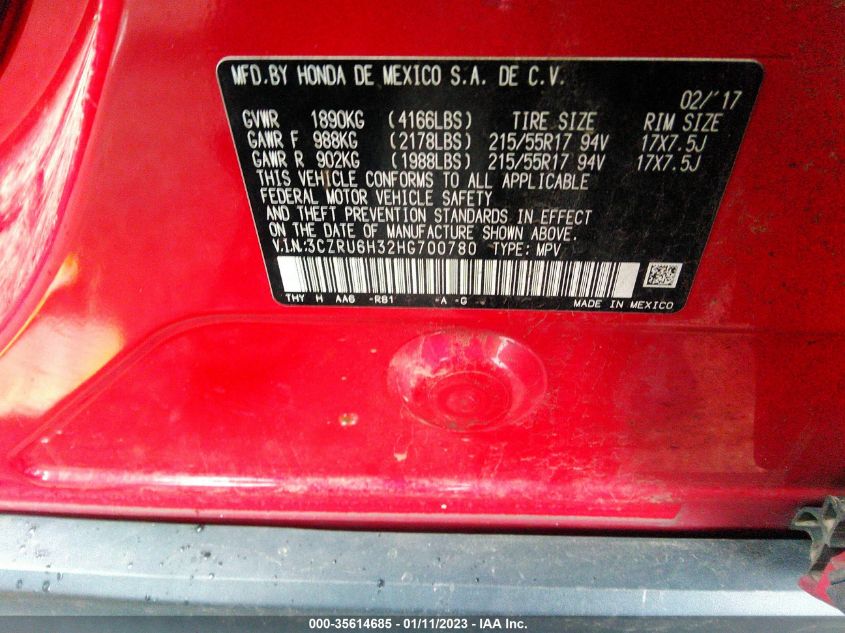 MFD.BY HONDA DE MEXICO S.A. DE C.V.
02/'17
GVWR 1890KG (4166LBS) TIRE SIZE RIM SIZE
GAWR F 988KG (2178LBS) 215/55R17 94V 17X7.5J
GAWR R 902KG (1988LBS) 215/55R17 94V 17X7.5J
THIS VEHICLE CONFORMS TO ALL APPLICABLE
FEDERAL MOTOR VEHICLE SAFETY
AND THEFT PREVENTION STANDARDS IN EFFECT ON
THE DATE OF MANUFACTURE SHOWN ABOVE.
V.I.N.:3CZRU6H32HG700780 TYPE: MPV
THY H AA6 -R81 -A -G
MADE IN MEXICO
000-35614685 - 01/11/2023 - IAA Inc.